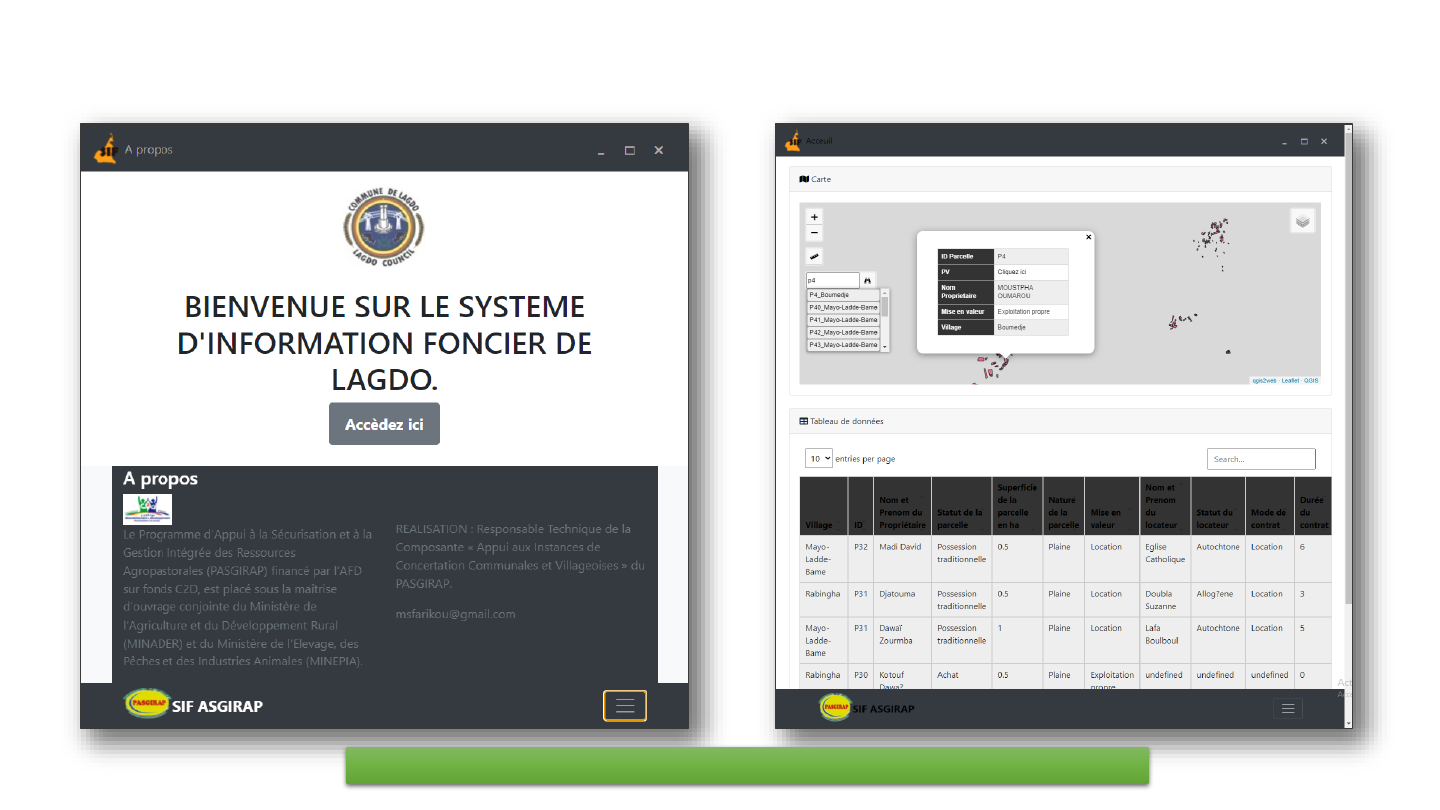 SIF A propos
COMMUNE DE LAGDO
LAGDO COUNCIL
BIENVENUE SUR LE SYSTEME
D'INFORMATION FONCIER DE
LAGDO.
Accèdez ici
A propos
Le Programme d'Appui à la Sécurisation et à la
Gestion Intégrée des Ressources
Agropastorales (PASGIRAP) financé par l'AFD
sur fonds C2D, est placé sous la maîtrise
d'ouvrage conjointe du Ministère de
l'Agriculture et du Développement Rural
(MINADER) et du Ministère de l'Elevage, des
Pêches et des Industries Animales (MINEPIA).
REALISATION : Responsable Technique de la
Composante « Appui aux Instances de
Concertation Communales et Villageoises » du
PASGIRAP.
msfarikou@gmail.com
PASGIRAP SIF ASGIRAP
SIF Acceuil
Carte
+
−
p4
P4_Boumedje
P40_Mayo-Ladde-Bame
P41_Mayo-Ladde-Bame
P42_Mayo-Ladde-Bame
P43_Mayo-Ladde-Bame
ID Parcelle P4
PV Cliquez ici
Nom Proprietaire MOUSTPHA OUMAROU
Mise en valeur Exploitation propre
Village Boumedje
qgis2web · Leaflet · QGIS
Tableau de données
10 entries per page
Search...
Village ID Nom et Prenom du Propriétaire Statut de la parcelle Superficie de la parcelle en ha Nature de la parcelle Mise en valeur Nom et Prenom du locateur Statut du locateur Mode de contrat Durée du contrat
Mayo-Ladde-Bame P32 Madi David Possession traditionnelle 0.5 Plaine Location Eglise Catholique Autochtone Location 6
Rabingha P31 Djatouma Possession traditionnelle 0.5 Plaine Location Doubla Suzanne Allog?ene Location 3
Mayo-Ladde-Bame P31 Dawaï Zourmba Possession traditionnelle 1 Plaine Location Lafa Boulboul Autochtone Location 5
Rabingha P30 Kotouf Dawa? Achat 0.5 Plaine Exploitation propre undefined undefined undefined 0
PASGIRAP SIF ASGIRAP